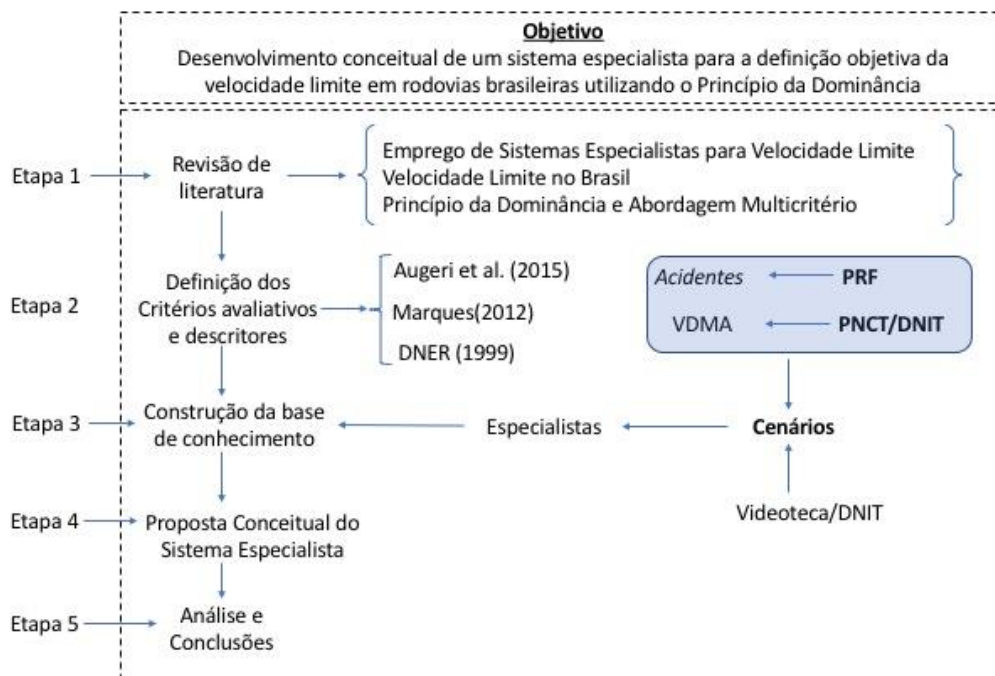 Objetivo
Desenvolvimento conceitual de um sistema especialista para a definição objetiva da
velocidade limite em rodovias brasileiras utilizando o Princípio da Dominância
Etapa 1
Revisão de
literatura
Emprego de Sistemas Especialistas para Velocidade Limite
Velocidade Limite no Brasil
Princípio da Dominância e Abordagem Multicritério
Etapa 2
Definição dos
Critérios avaliativos
e descritores
Augeri et al. (2015)
Marques(2012)
DNER (1999)
Acidentes
PRF
VDMA
PNCT/DNIT
Etapa 3
Construção da base
de conhecimento
Especialistas
Cenários
Videoteca/DNIT
Etapa 4
Proposta Conceitual do
Sistema Especialista
Etapa 5
Análise e
Conclusões